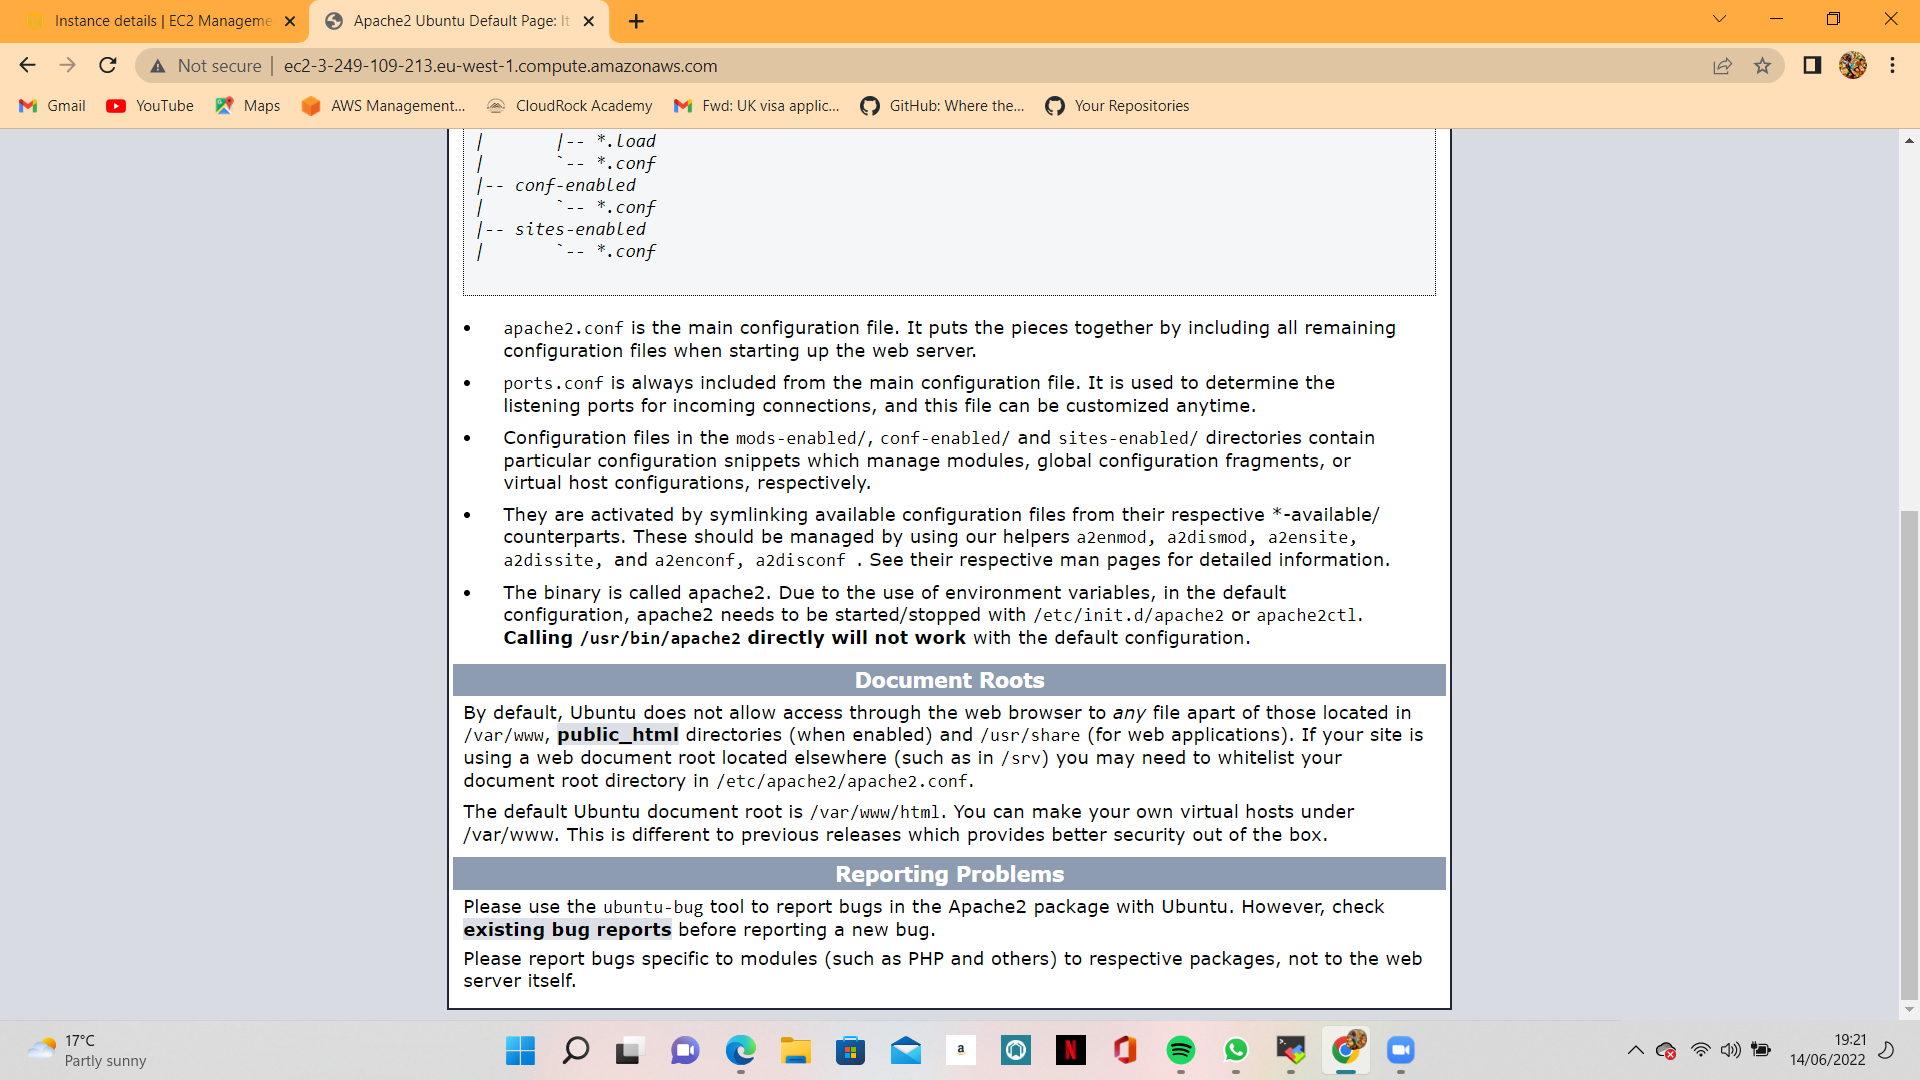 Instance details | EC2 Manageme
Apache2 Ubuntu Default Page: It
Not secure | ec2-3-249-109-213.eu-west-1.compute.amazonaws.com
Gmail YouTube Maps AWS Management... CloudRock Academy Fwd: UK visa applic... GitHub: Where the... Your Repositories
|       |-- *.load
|       `-- *.conf
|-- conf-enabled
|       `-- *.conf
|-- sites-enabled
|       `-- *.conf
• apache2.conf is the main configuration file. It puts the pieces together by including all remaining
configuration files when starting up the web server.
• ports.conf is always included from the main configuration file. It is used to determine the
listening ports for incoming connections, and this file can be customized anytime.
• Configuration files in the mods-enabled/, conf-enabled/ and sites-enabled/ directories contain
particular configuration snippets which manage modules, global configuration fragments, or
virtual host configurations, respectively.
• They are activated by symlinking available configuration files from their respective *-available/
counterparts. These should be managed by using our helpers a2enmod, a2dismod, a2ensite,
a2dissite, and a2enconf, a2disconf . See their respective man pages for detailed information.
• The binary is called apache2. Due to the use of environment variables, in the default
configuration, apache2 needs to be started/stopped with /etc/init.d/apache2 or apache2ctl.
Calling /usr/bin/apache2 directly will not work with the default configuration.
Document Roots
By default, Ubuntu does not allow access through the web browser to any file apart of those located in
/var/www, public_html directories (when enabled) and /usr/share (for web applications). If your site is
using a web document root located elsewhere (such as in /srv) you may need to whitelist your
document root directory in /etc/apache2/apache2.conf.
The default Ubuntu document root is /var/www/html. You can make your own virtual hosts under
/var/www. This is different to previous releases which provides better security out of the box.
Reporting Problems
Please use the ubuntu-bug tool to report bugs in the Apache2 package with Ubuntu. However, check
existing bug reports before reporting a new bug.
Please report bugs specific to modules (such as PHP and others) to respective packages, not to the web
server itself.
17°C
Partly sunny
19:21
14/06/2022